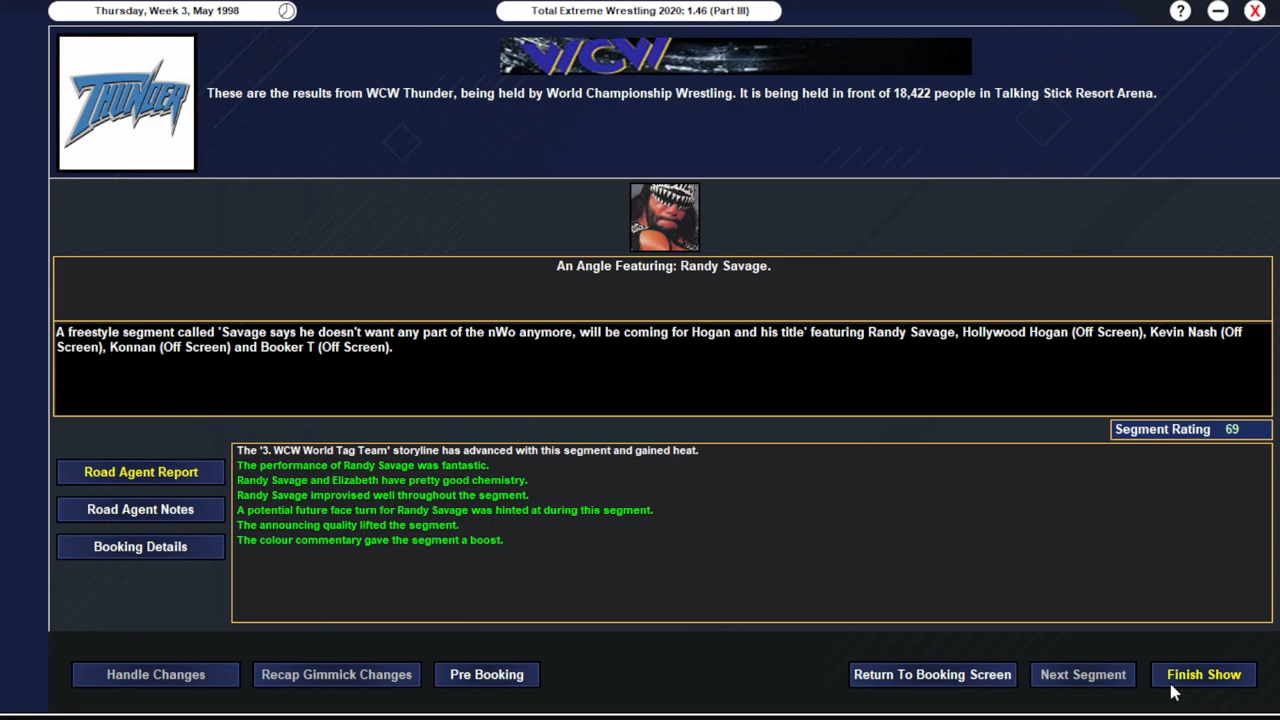 Thursday, Week 3, May 1998
Total Extreme Wrestling 2020: 1.46 (Part III)
?
X
THUNDER
WCW
These are the results from WCW Thunder, being held by World Championship Wrestling. It is being held in front of 18,422 people in Talking Stick Resort Arena.
An Angle Featuring: Randy Savage.
A freestyle segment called 'Savage says he doesn't want any part of the nWo anymore, will be coming for Hogan and his title' featuring Randy Savage, Hollywood Hogan (Off Screen), Kevin Nash (Off
Screen), Konnan (Off Screen) and Booker T (Off Screen).
Segment Rating 69
Road Agent Report
Road Agent Notes
Booking Details
The '3. WCW World Tag Team' storyline has advanced with this segment and gained heat.
The performance of Randy Savage was fantastic.
Randy Savage and Elizabeth have pretty good chemistry.
Randy Savage improvised well throughout the segment.
A potential future face turn for Randy Savage was hinted at during this segment.
The announcing quality lifted the segment.
The colour commentary gave the segment a boost.
Handle Changes
Recap Gimmick Changes
Pre Booking
Return To Booking Screen
Next Segment
Finish Show